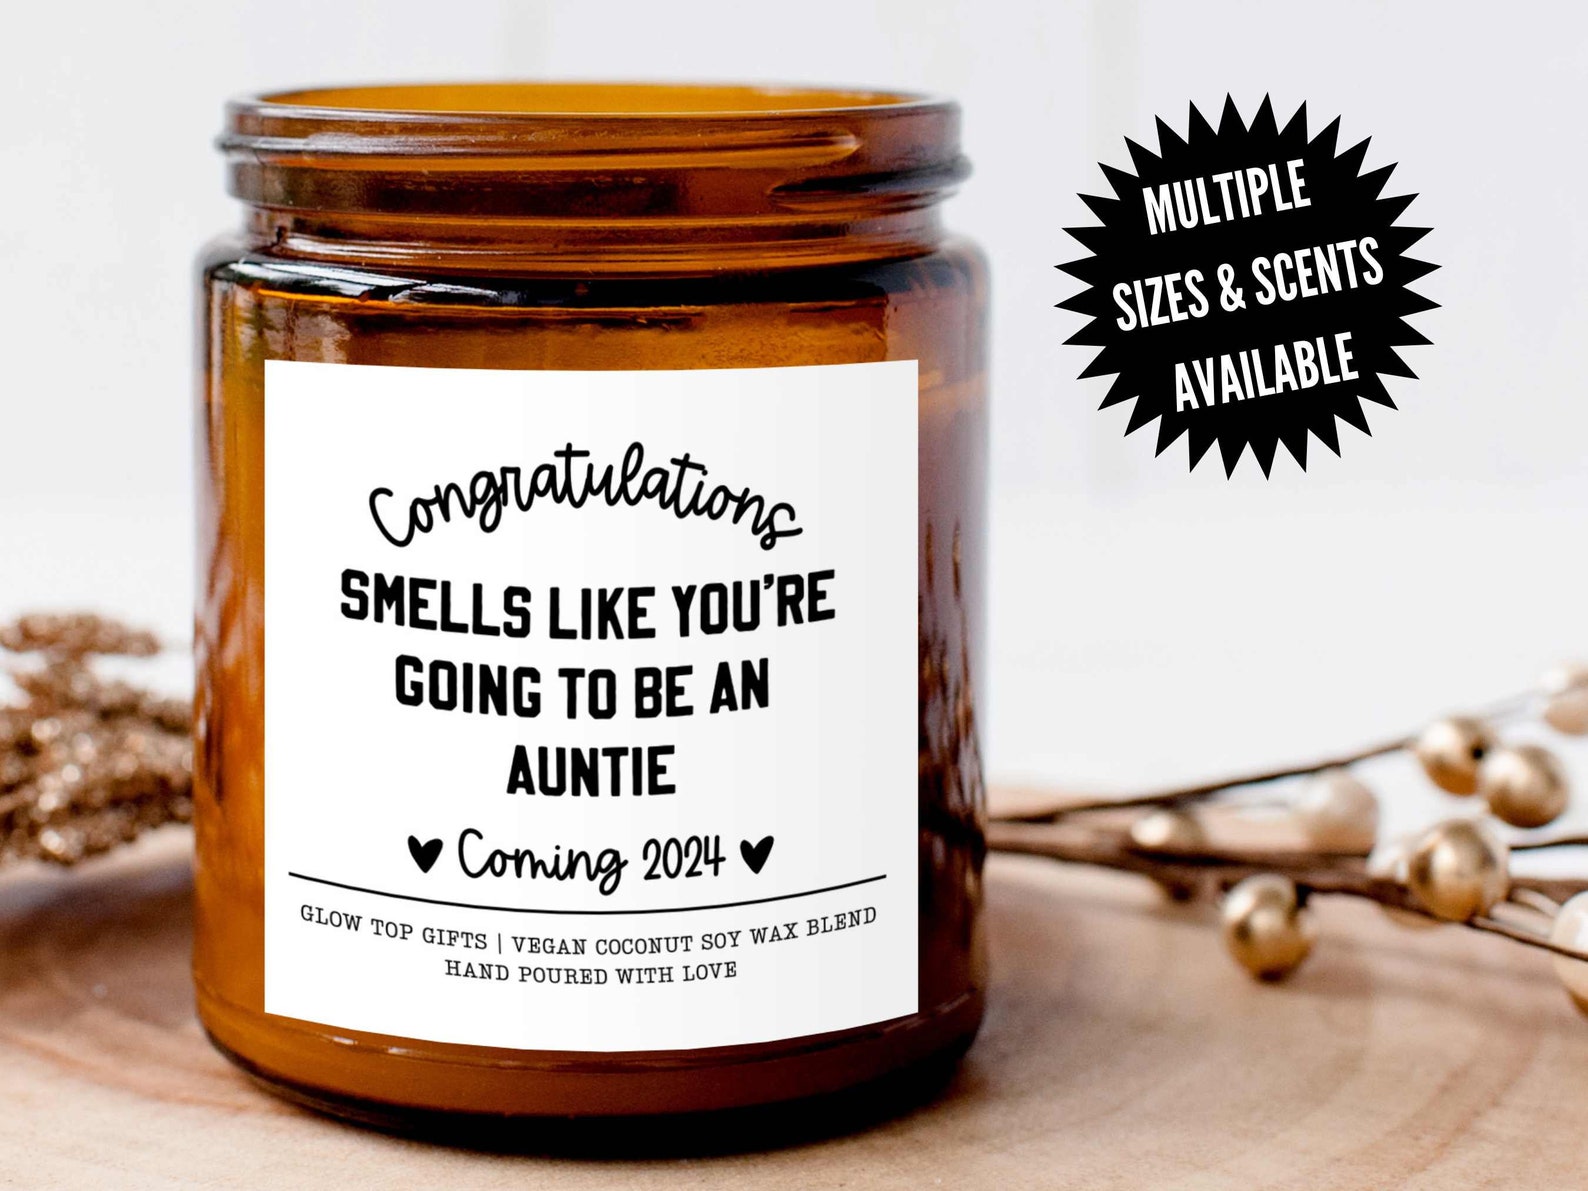 Congratulations
SMELLS LIKE YOU'RE
GOING TO BE AN
AUNTIE
♥ Coming 2024 ♥
GLOW TOP GIFTS | VEGAN COCONUT SOY WAX BLEND
HAND POURED WITH LOVE
MULTIPLE
SIZES & SCENTS
AVAILABLE